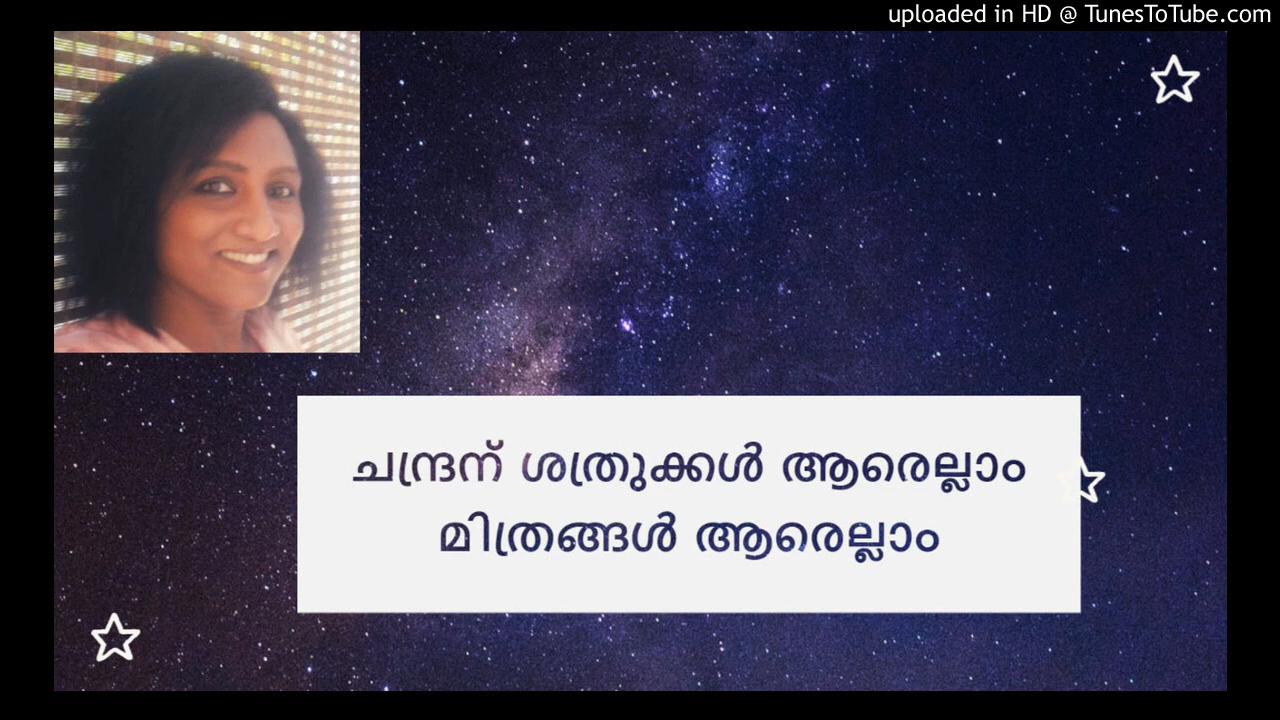 uploaded in HD @ TunesToTube.com
ചന്ദ്രന് ശത്രുക്കൾ ആരെല്ലാം
മിത്രങ്ങൾ ആരെല്ലാം